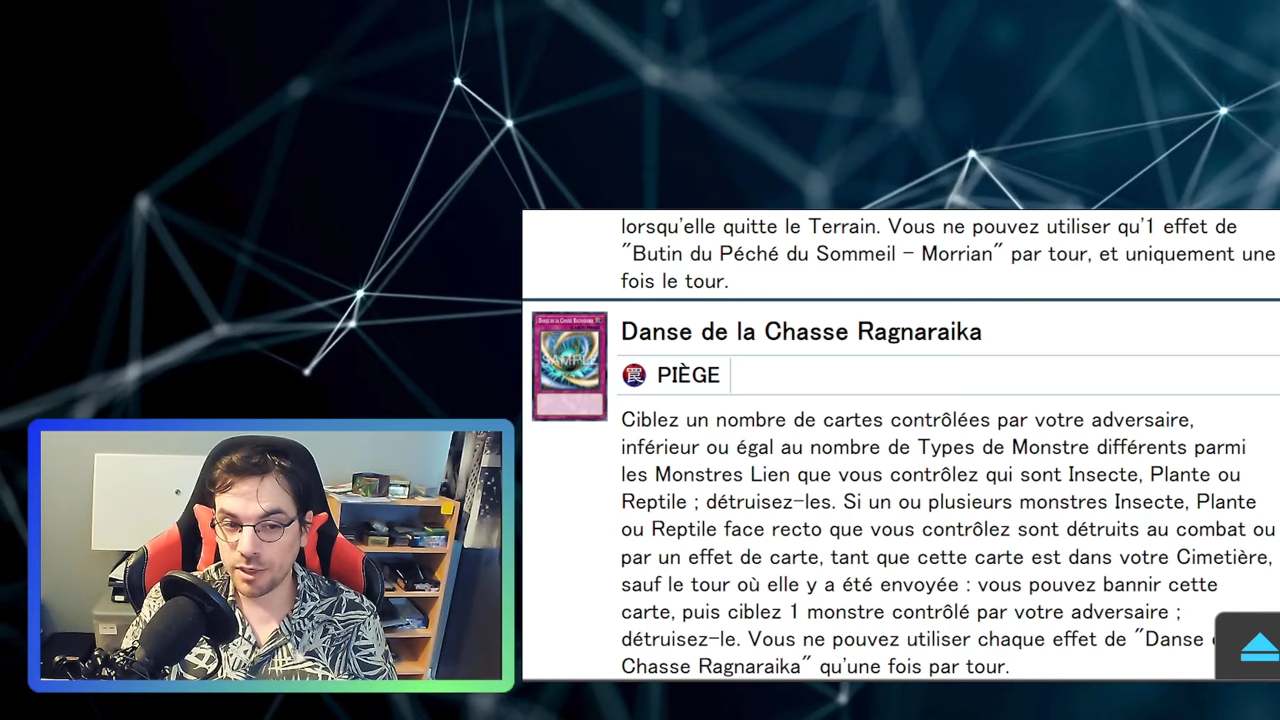 lorsqu'elle quitte le Terrain. Vous ne pouvez utiliser qu'1 effet de
"Butin du Péché du Sommeil - Morrian" par tour, et uniquement une
fois le tour.
Danse de la Chasse Ragnaraika
SAMPLE
Danse de la Chasse Ragnaraika
罠 PIÈGE
Ciblez un nombre de cartes contrôlées par votre adversaire,
inférieur ou égal au nombre de Types de Monstre différents parmi
les Monstres Lien que vous contrôlez qui sont Insecte, Plante ou
Reptile ; détruisez-les. Si un ou plusieurs monstres Insecte, Plante
ou Reptile face recto que vous contrôlez sont détruits au combat ou
par un effet de carte, tant que cette carte est dans votre Cimetière,
sauf le tour où elle y a été envoyée : vous pouvez bannir cette
carte, puis ciblez 1 monstre contrôlé par votre adversaire ;
détruisez-le. Vous ne pouvez utiliser chaque effet de "Danse
Chasse Ragnaraika" qu'une fois par tour.